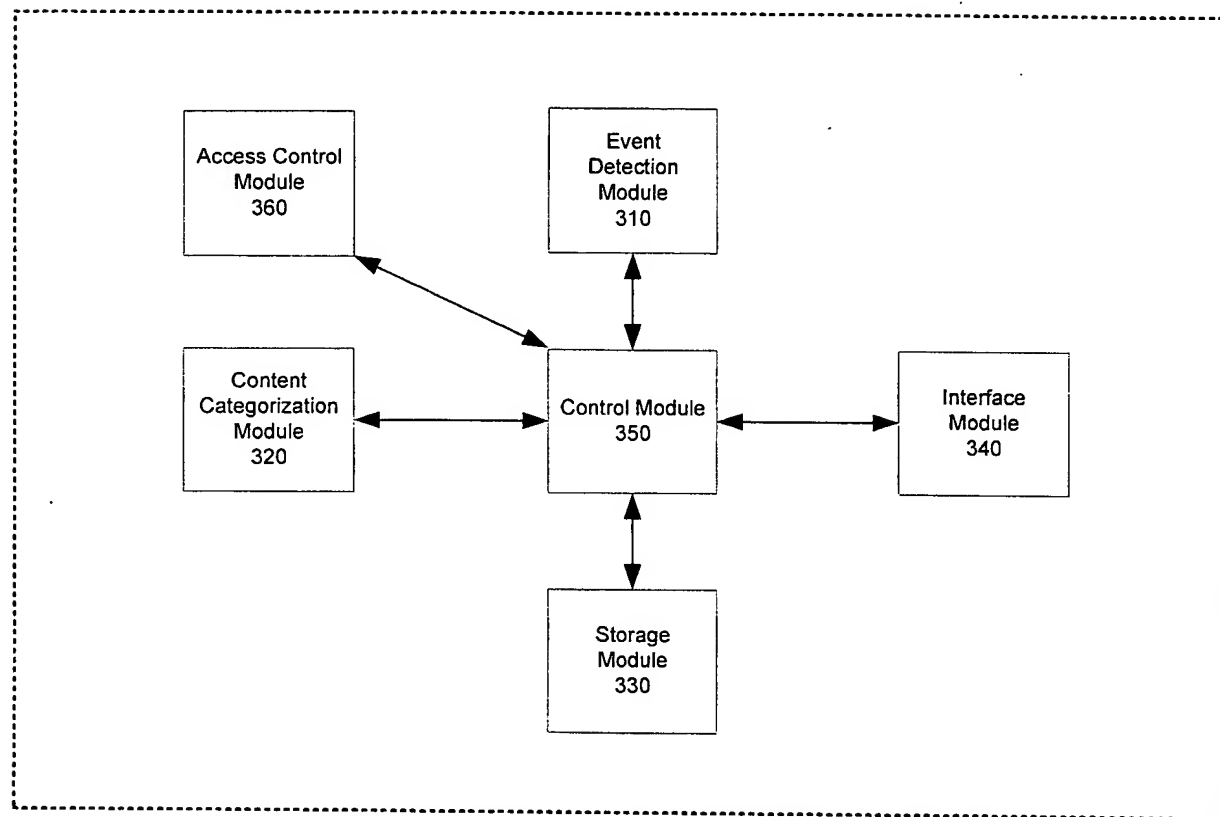 Access Control
Module
360
Event
Detection
Module
310
Content
Categorization
Module
320
Control Module
350
Interface
Module
340
Storage
Module
330